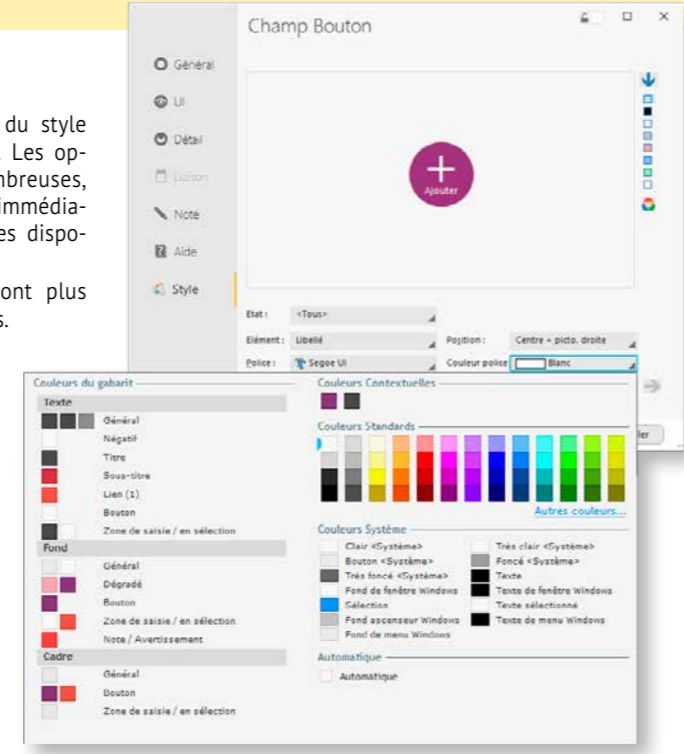 du style
. Les op-
mbreuses,
immédia-
es dispo-
ont plus
s.
Champ Bouton
Général
UI
Détail
Liaison
Note
Aide
Style
Ajouter
Etat : <Tous>
Elément : Libellé Position : Centre + picto. droite
Police : Segoe UI Couleur police Blanc
ler
Couleurs du gabarit
Texte
Général
Négatif
Titre
Sous-titre
Lien (1)
Bouton
Zone de saisie / en sélection
Fond
Général
Dégradé
Bouton
Zone de saisie / en sélection
Note / Avertissement
Cadre
Général
Bouton
Zone de saisie / en sélection
Couleurs Contextuelles
Couleurs Standards
Autres couleurs...
Couleurs Système
Clair <Système> Très clair <Système>
Bouton <Système> Foncé <Système>
Très foncé <Système> Texte
Fond de fenêtre Windows Texte de fenêtre Windows
Sélection Texte sélectionné
Fond ascenseur Windows Texte de menu Windows
Fond de menu Windows
Automatique
Automatique